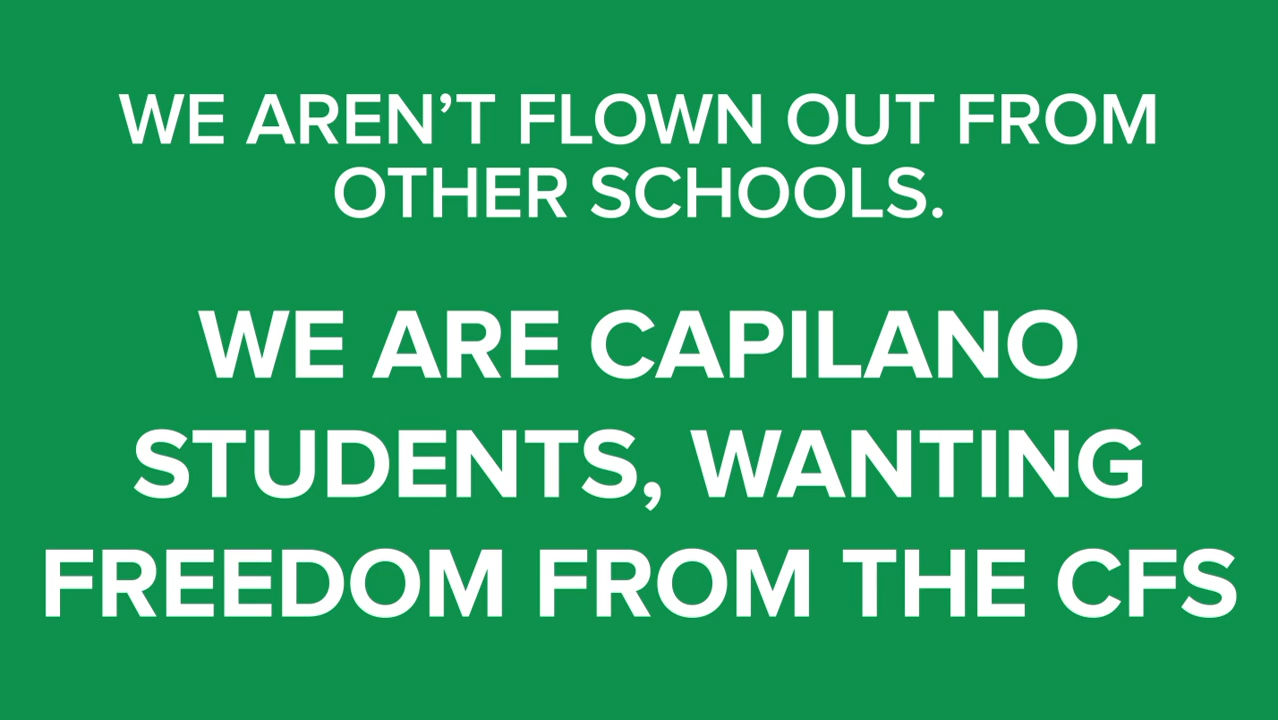 WE AREN’T FLOWN OUT FROM
OTHER SCHOOLS.
WE ARE CAPILANO
STUDENTS, WANTING
FREEDOM FROM THE CFS